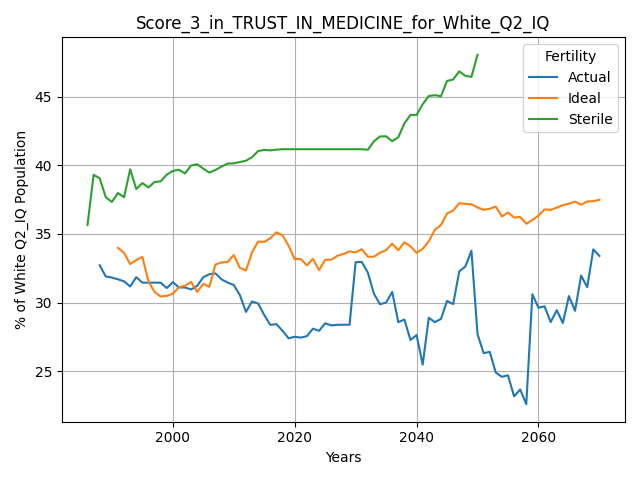 Score_3_in_TRUST_IN_MEDICINE_for_White_Q2_IQ
Fertility
Actual
Ideal
Sterile
% of White Q2_IQ Population
45
40
35
30
25
2000
2020
2040
2060
Years